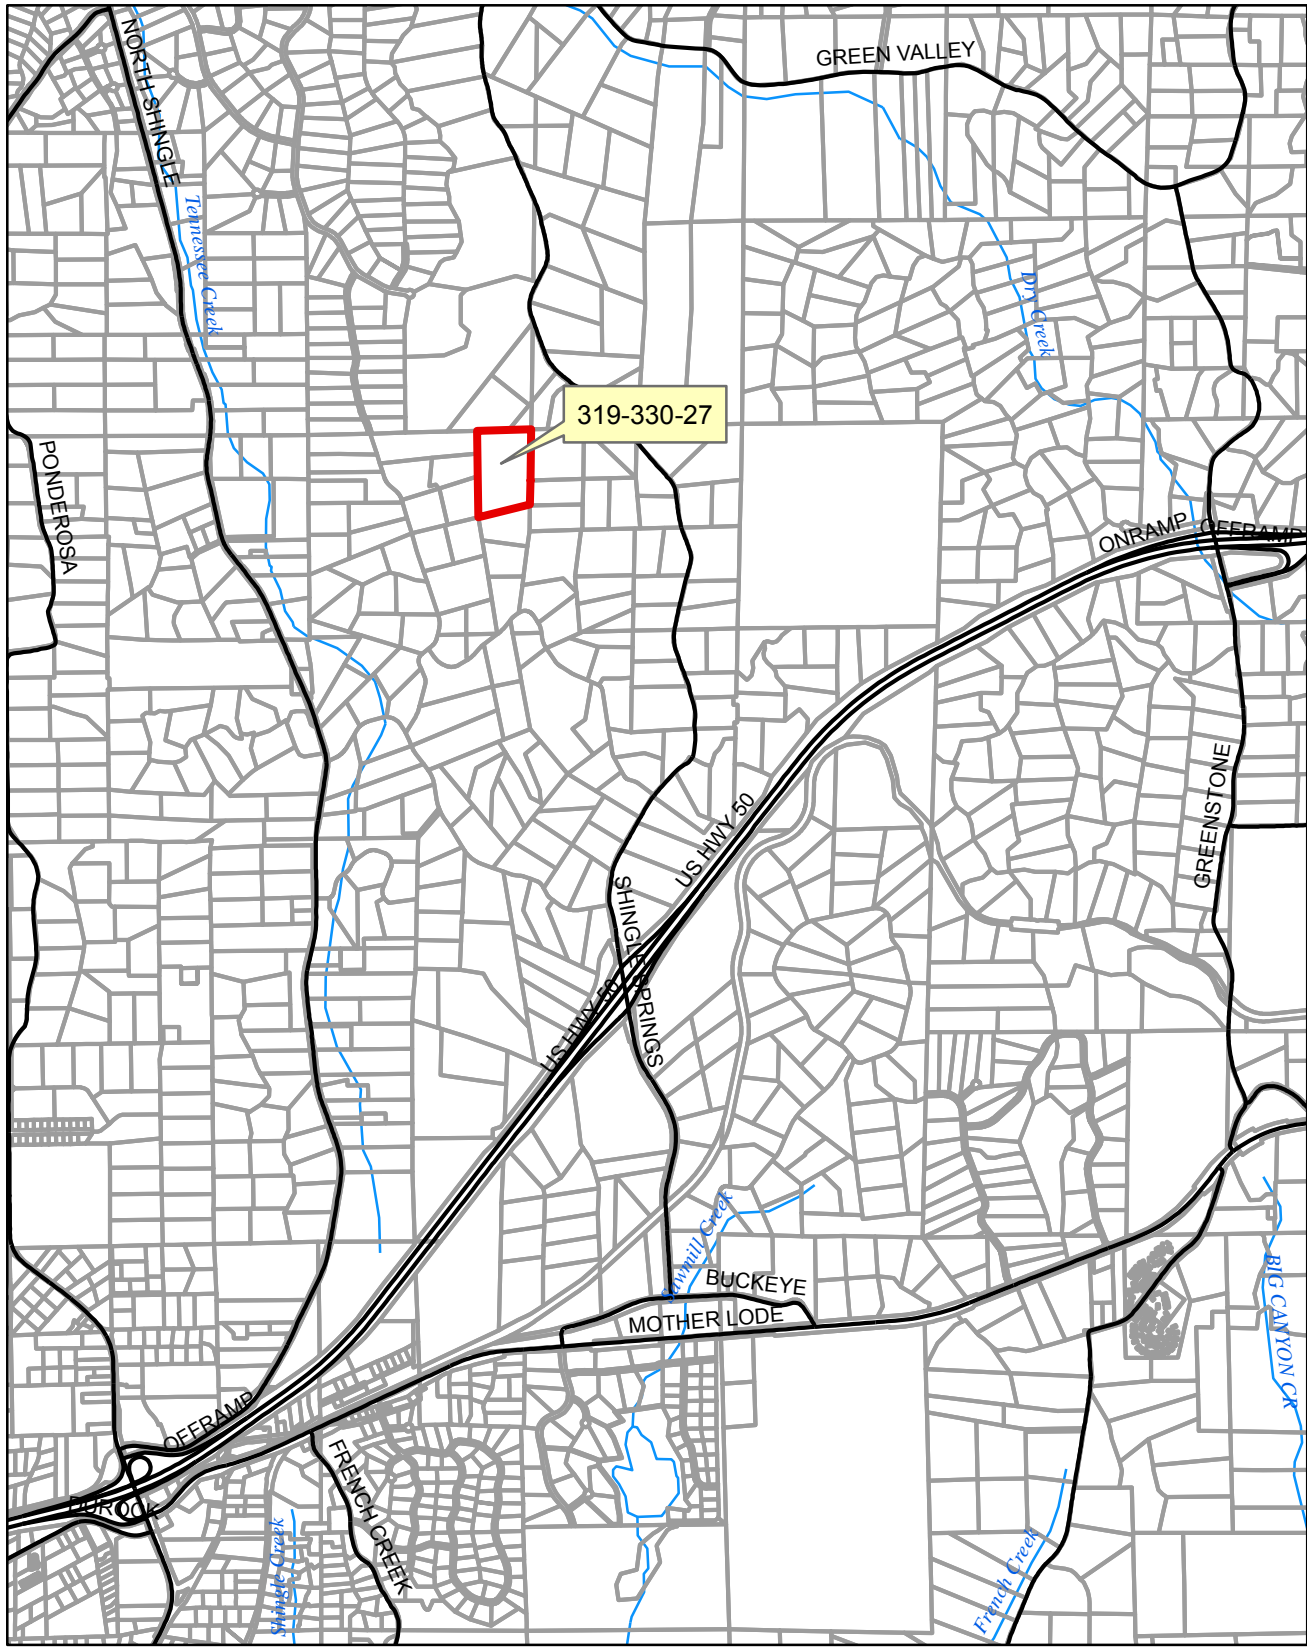 GREEN VALLEY
NORTH SHINGLE
Tennessee Creek
Dry Creek
319-330-27
PONDEROSA
ONRAMP
OFFRAMP
GREENSTONE
US HWY 50
SHINGLE SPRINGS
US HWY 50
Sawmill Creek
BUCKEYE
MOTHER LODE
BIG CANYON CR
OFFRAMP
FRENCH CREEK
DUROCK
Shingle Creek
French Creek